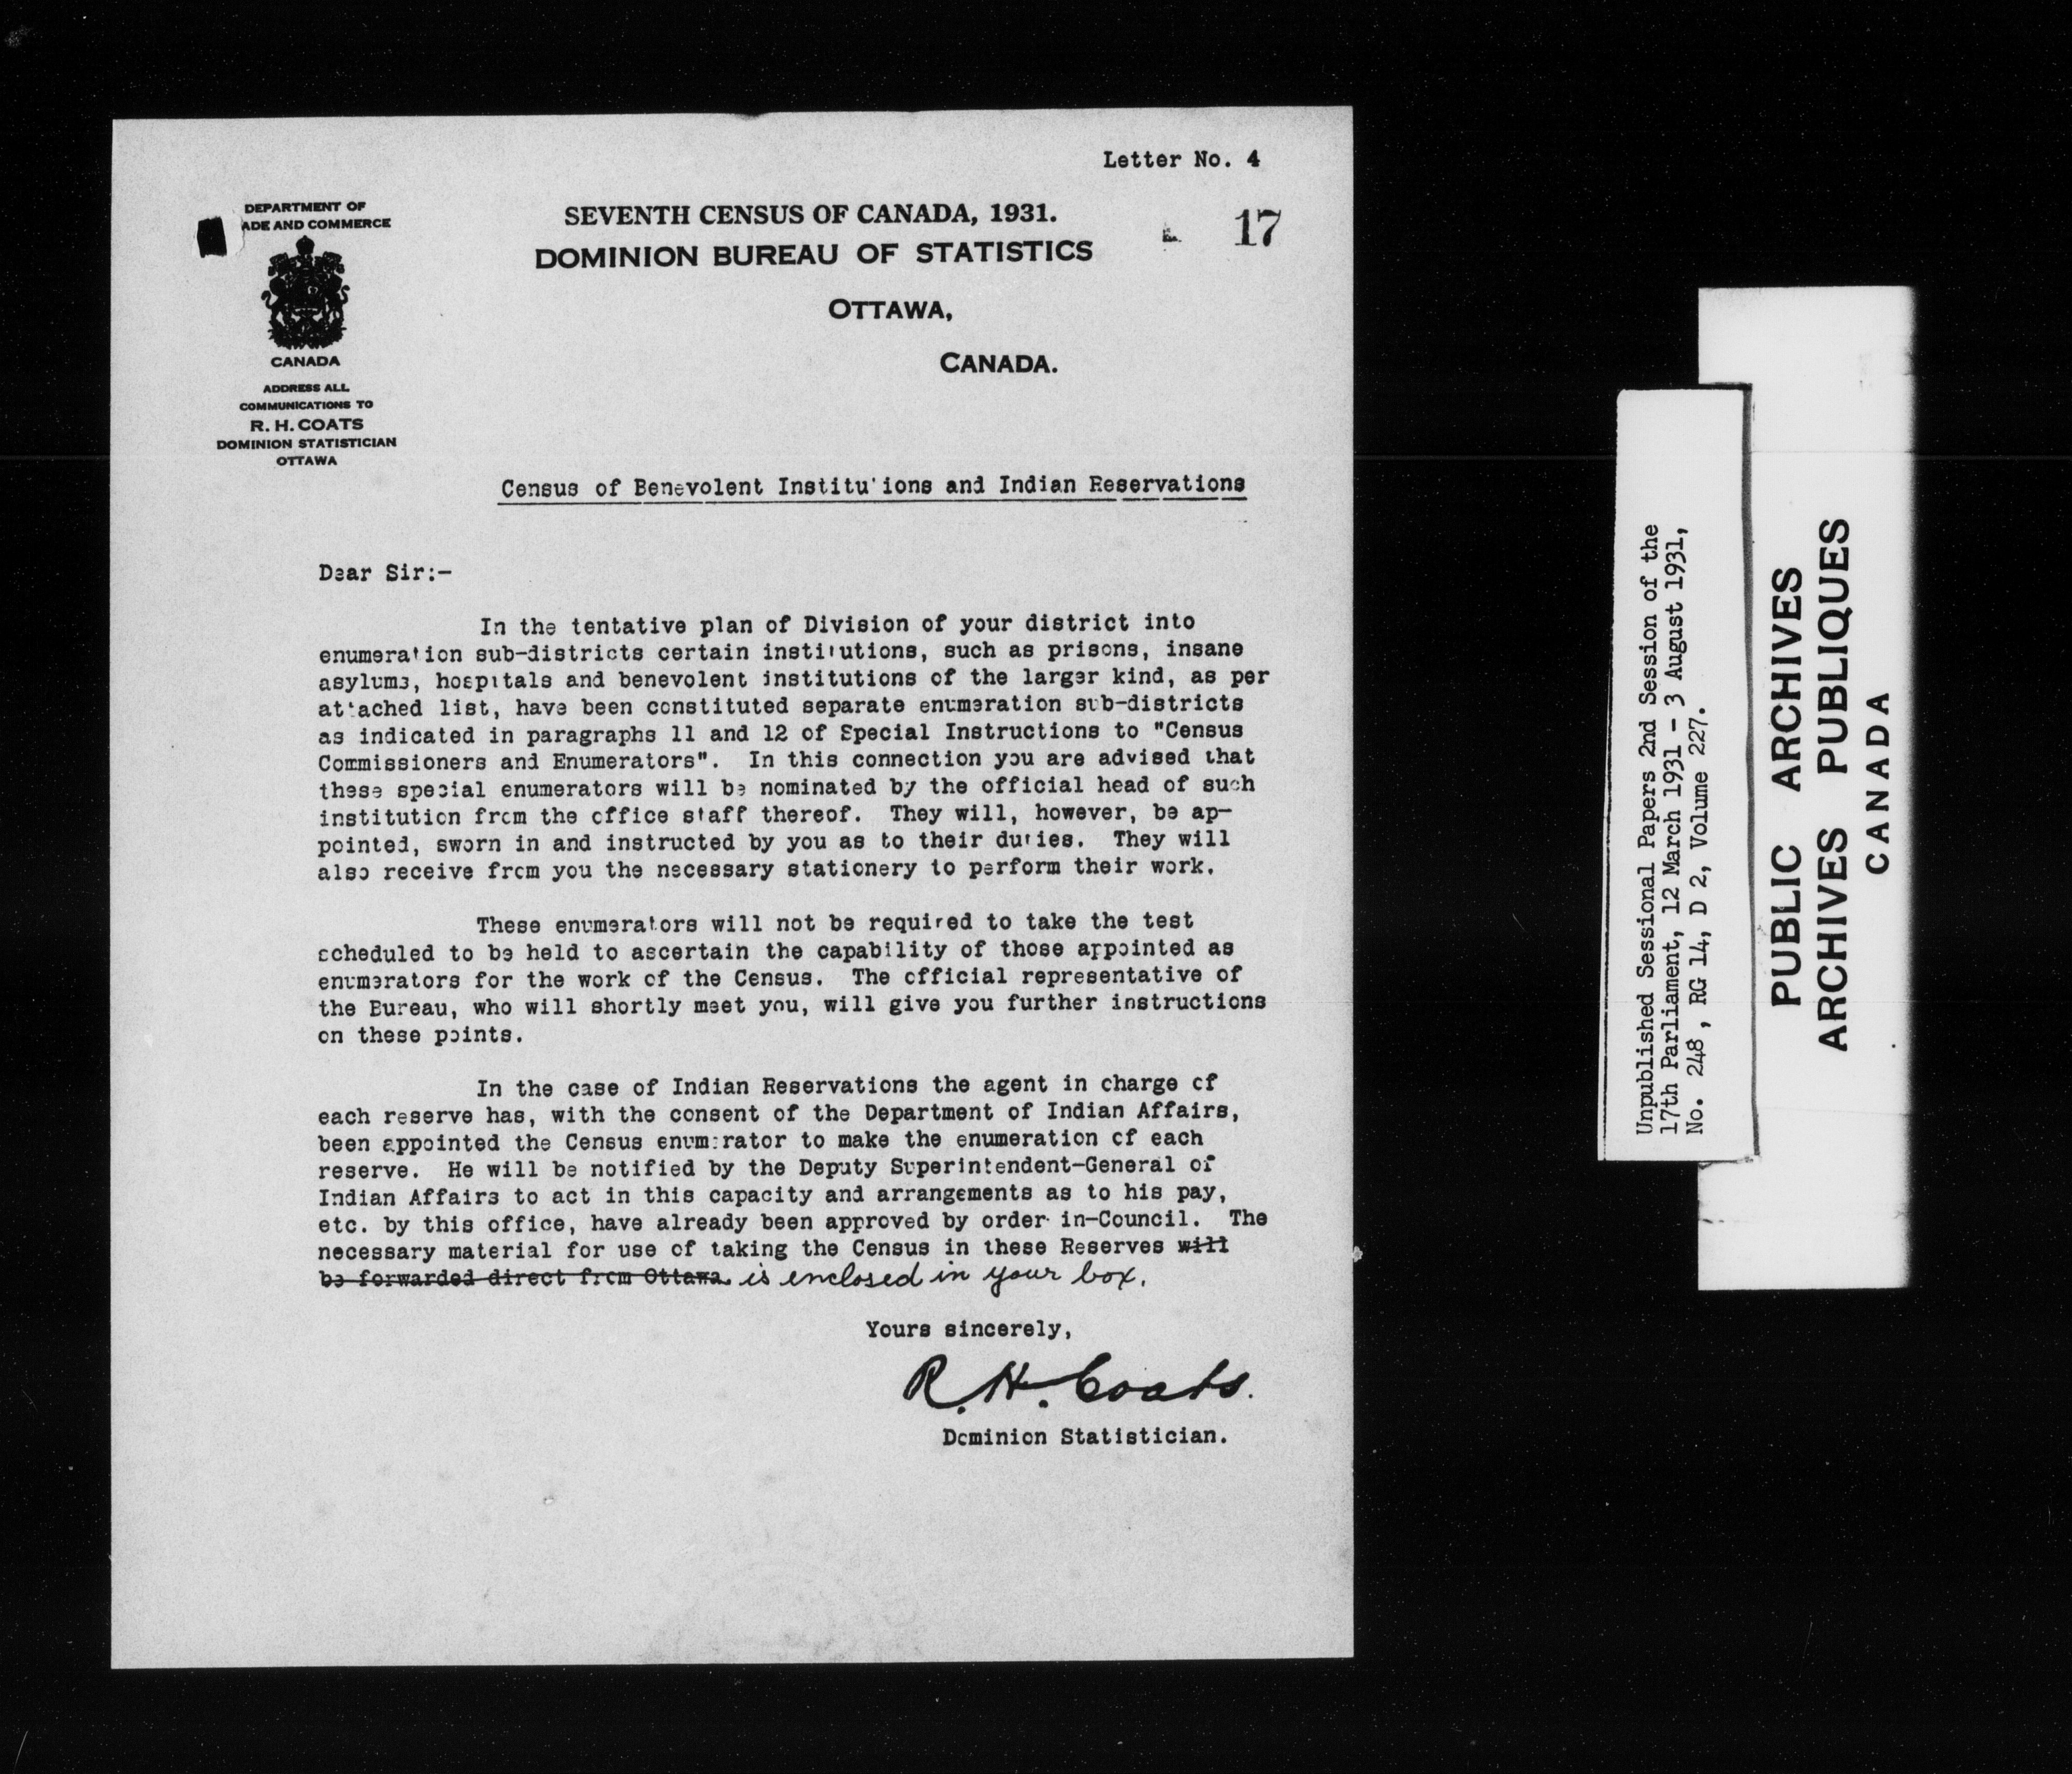 Letter No. 4
17
DEPARTMENT OF
ADE AND COMMERCE
CANADA
ADDRESS ALL
COMMUNICATIONS TO
R. H. COATS
DOMINION STATISTICIAN
OTTAWA
SEVENTH CENSUS OF CANADA, 1931.
DOMINION BUREAU OF STATISTICS
OTTAWA,
CANADA.
Census of Benevolent Institu'ions and Indian Reservations
Dear Sir:-
In the tentative plan of Division of your district into
enumeration sub-districts certain institutions, such as prisons, insane
asylums, hospitals and benevolent institutions of the larger kind, as per
attached list, have been constituted separate enumeration sub-districts
as indicated in paragraphs 11 and 12 of Special Instructions to "Census
Commissioners and Enumerators". In this connection you are advised that
these special enumerators will be nominated by the official head of such
institution from the office staff thereof. They will, however, be ap-
pointed, sworn in and instructed by you as to their duties. They will
also receive from you the necessary stationery to perform their work.
These enumerators will not be required to take the test
scheduled to be held to ascertain the capability of those appointed as
enumerators for the work of the Census. The official representative of
the Bureau, who will shortly meet you, will give you further instructions
on these points.
In the case of Indian Reservations the agent in charge of
each reserve has, with the consent of the Department of Indian Affairs,
been appointed the Census enumerator to make the enumeration of each
reserve. He will be notified by the Deputy Superintendent-General of
Indian Affairs to act in this capacity and arrangements as to his pay,
etc. by this office, have already been approved by order in-Council. The
necessary material for use of taking the Census in these Reserves will
be forwarded direct from Ottawa. is enclosed in your box.
Yours sincerely,
R. H. Coats.
Dominion Statistician.
Unpublished Sessional Papers 2nd Session of the
17th Parliament, 12 March 1931 - 3 August 1931,
No. 248, RG 14, D 2, Volume 227.
PUBLIC ARCHIVES
ARCHIVES PUBLIQUES
CANADA